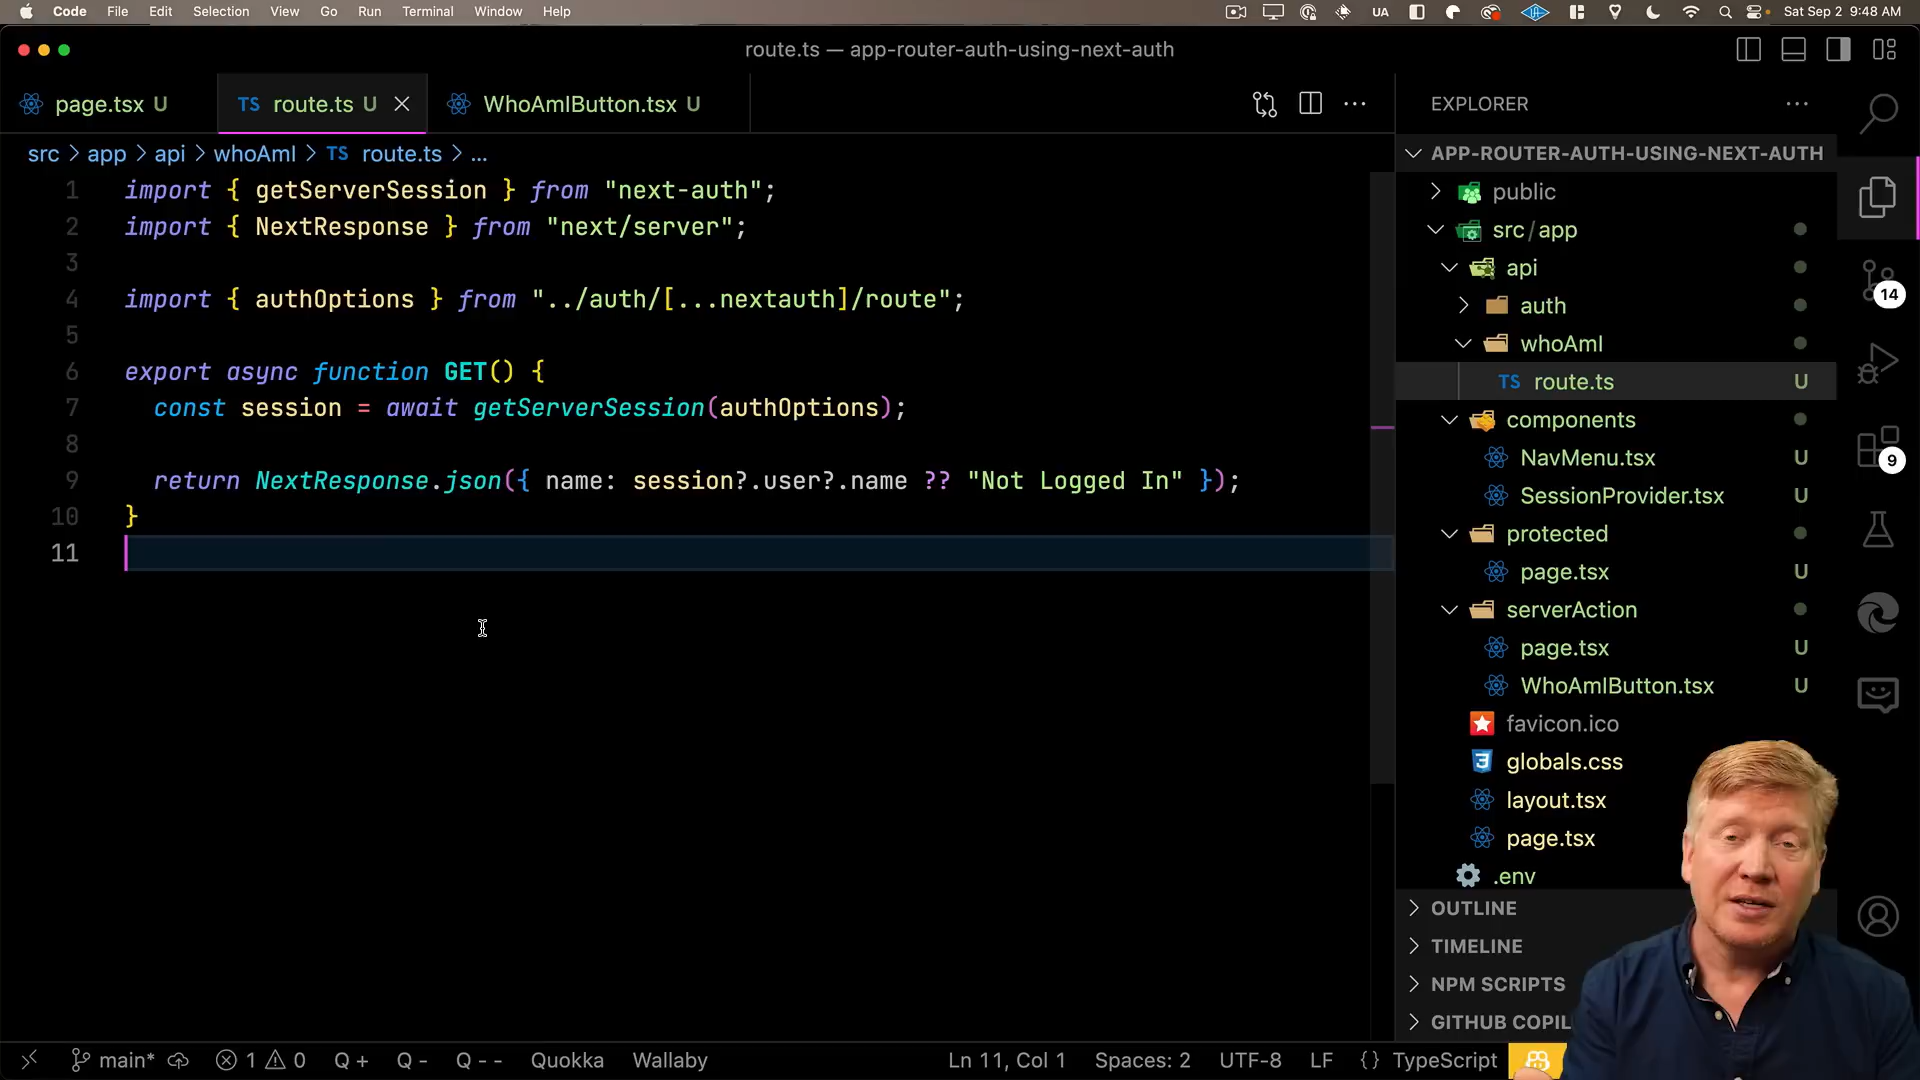 Code File Edit Selection View Go Run Terminal Window Help
UA
Sat Sep 2 9:48 AM
route.ts — app-router-auth-using-next-auth
page.tsx U
TS route.ts U
WhoAmIButton.tsx U
src > app > api > whoAmI > TS route.ts > ...
1 import { getServerSession } from "next-auth";
2 import { NextResponse } from "next/server";
3
4 import { authOptions } from "../auth/[...nextauth]/route";
5
6 export async function GET() {
7 const session = await getServerSession(authOptions);
8
9 return NextResponse.json({ name: session?.user?.name ?? "Not Logged In" });
10 }
11
EXPLORER
APP-ROUTER-AUTH-USING-NEXT-AUTH
public
src/app
api
auth
whoAmI
TS route.ts U
components
NavMenu.tsx U
SessionProvider.tsx U
protected
page.tsx U
serverAction
page.tsx U
WhoAmIButton.tsx U
favicon.ico
globals.css
layout.tsx
page.tsx
.env
OUTLINE
TIMELINE
NPM SCRIPTS
GITHUB COPIL
14
9
main* 1 0 Q + Q - Q - - Quokka Wallaby
Ln 11, Col 1 Spaces: 2 UTF-8 LF {} TypeScript